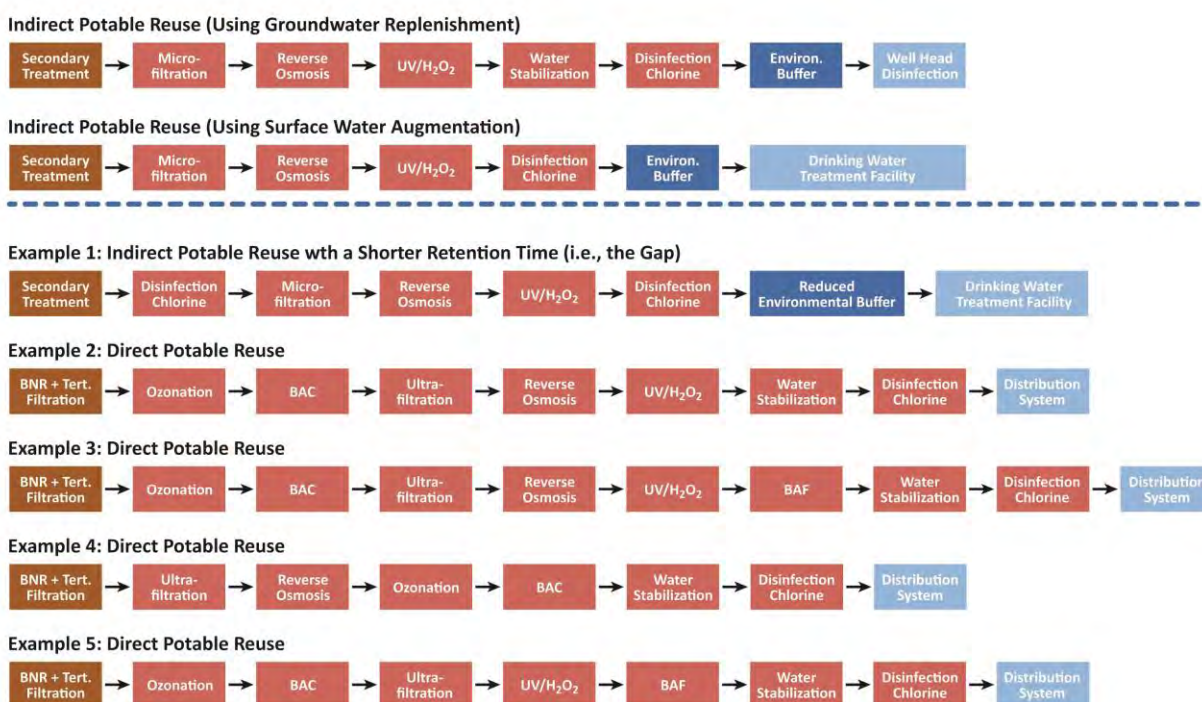 Indirect Potable Reuse (Using Groundwater Replenishment)
Secondary
Treatment
Micro-
filtration
Reverse
Osmosis
UV/H₂O₂
Water
Stabilization
Disinfection
Chlorine
Environ.
Buffer
Well Head
Disinfection
Indirect Potable Reuse (Using Surface Water Augmentation)
Secondary
Treatment
Micro-
filtration
Reverse
Osmosis
UV/H₂O₂
Disinfection
Chlorine
Environ.
Buffer
Drinking Water
Treatment Facility
Example 1: Indirect Potable Reuse wth a Shorter Retention Time (i.e., the Gap)
Secondary
Treatment
Disinfection
Chlorine
Micro-
filtration
Reverse
Osmosis
UV/H₂O₂
Disinfection
Chlorine
Reduced
Environmental Buffer
Drinking Water
Treatment Facility
Example 2: Direct Potable Reuse
BNR + Tert.
Filtration
Ozonation
BAC
Ultra-
filtration
Reverse
Osmosis
UV/H₂O₂
Water
Stabilization
Disinfection
Chlorine
Distribution
System
Example 3: Direct Potable Reuse
BNR + Tert.
Filtration
Ozonation
BAC
Ultra-
filtration
Reverse
Osmosis
UV/H₂O₂
BAF
Water
Stabilization
Disinfection
Chlorine
Distribution
System
Example 4: Direct Potable Reuse
BNR + Tert.
Filtration
Ultra-
filtration
Reverse
Osmosis
Ozonation
BAC
Water
Stabilization
Disinfection
Chlorine
Distribution
System
Example 5: Direct Potable Reuse
BNR + Tert.
Filtration
Ozonation
BAC
Ultra-
filtration
UV/H₂O₂
BAF
Water
Stabilization
Disinfection
Chlorine
Distribution
System